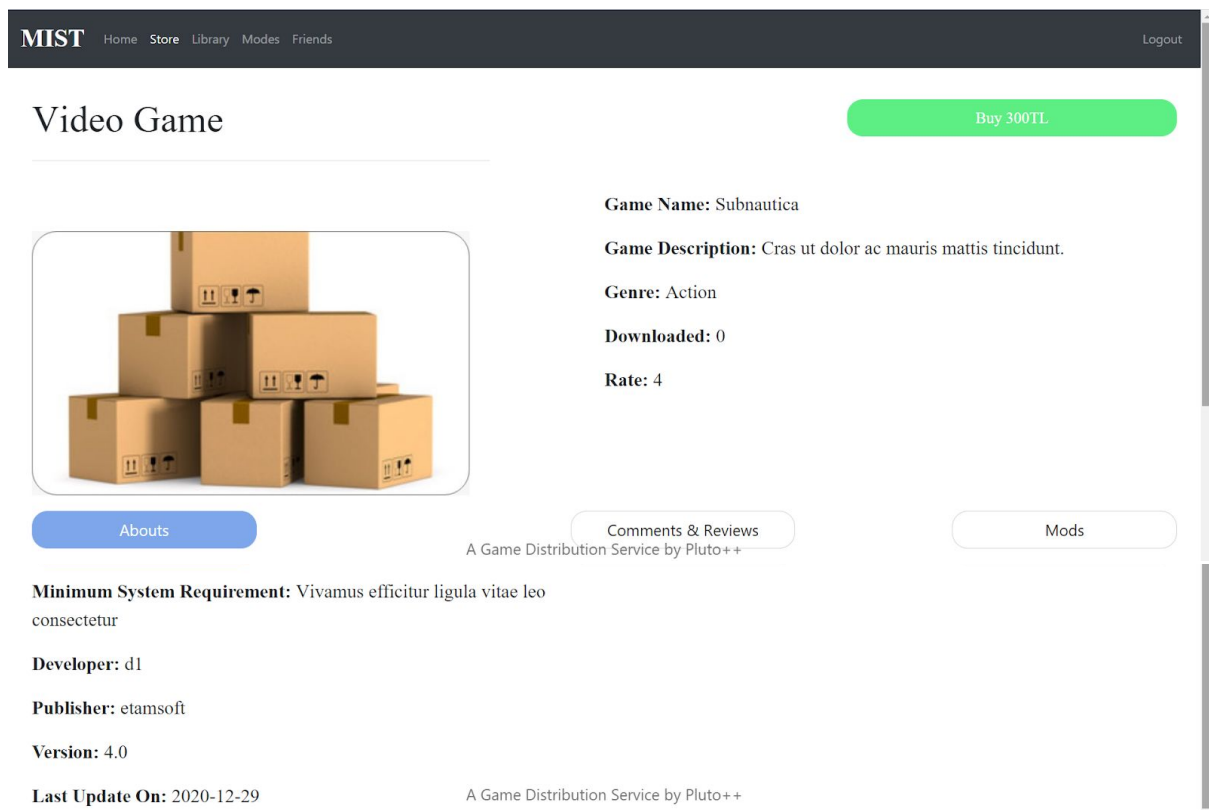 MIST Home Store Library Modes Friends Logout
Video Game
Buy 300TL
Game Name: Subnautica
Game Description: Cras ut dolor ac mauris mattis tincidunt.
Genre: Action
Downloaded: 0
Rate: 4
Abouts
Comments & Reviews
Mods
A Game Distribution Service by Pluto++
Minimum System Requirement: Vivamus efficitur ligula vitae leo
consectetur
Developer: d1
Publisher: etamsoft
Version: 4.0
Last Update On: 2020-12-29
A Game Distribution Service by Pluto++